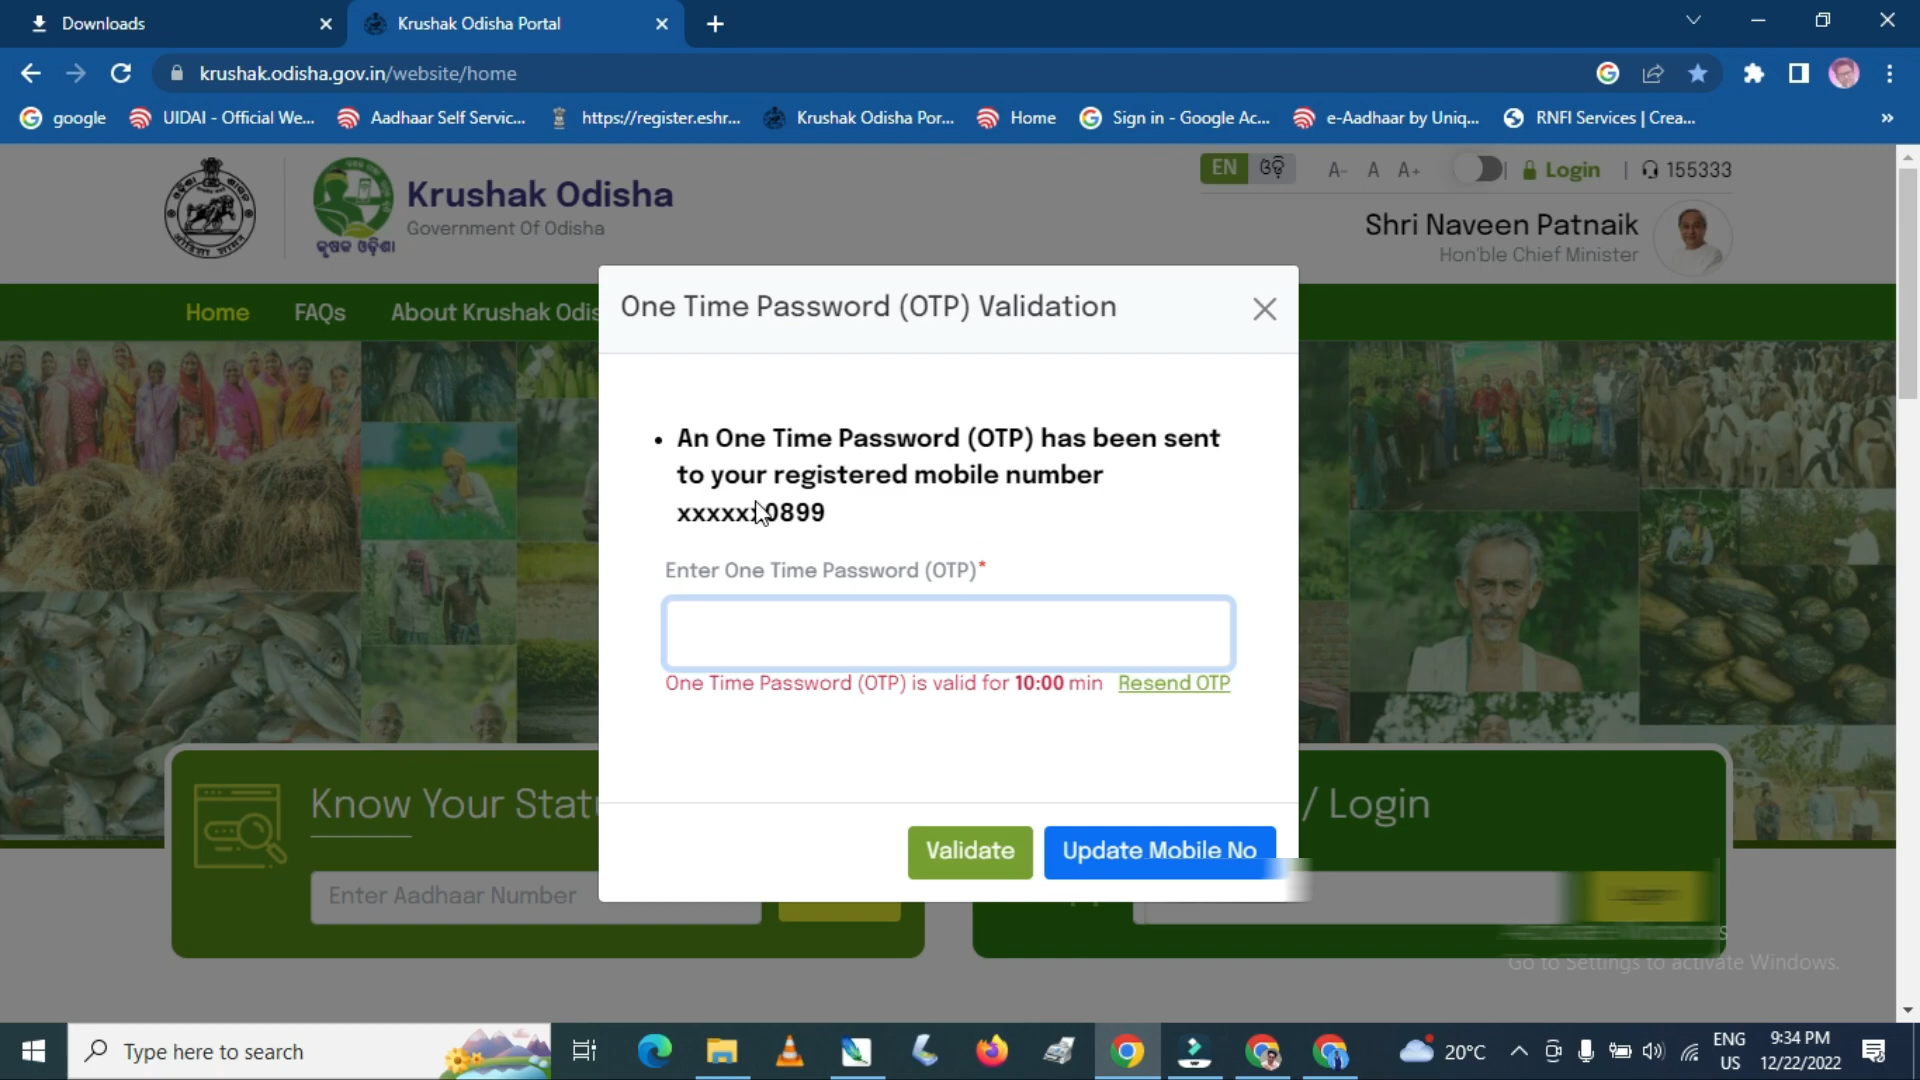 Downloads
Krushak Odisha Portal
krushak.odisha.gov.in/website/home
google
UIDAI - Official We...
Aadhaar Self Servic...
https://register.eshr...
Krushak Odisha Por...
Home
Sign in - Google Ac...
e-Aadhaar by Uniq...
RNFI Services | Crea...
»
EN ଓଡ଼ି
A- A A+
Login
155333
Krushak Odisha
Government Of Odisha
କୃଷକ ଓଡ଼ିଶା
Shri Naveen Patnaik
Hon'ble Chief Minister
Home
FAQs
About Krushak Odis
One Time Password (OTP) Validation
• An One Time Password (OTP) has been sent
to your registered mobile number
xxxxxx0899
Enter One Time Password (OTP)*
One Time Password (OTP) is valid for 10:00 min
Resend OTP
Validate
Update Mobile No
Know Your Stat
/ Login
Enter Aadhaar Number
Go to Settings to activate Windows.
Type here to search
20°C
ENG
US
9:34 PM
12/22/2022